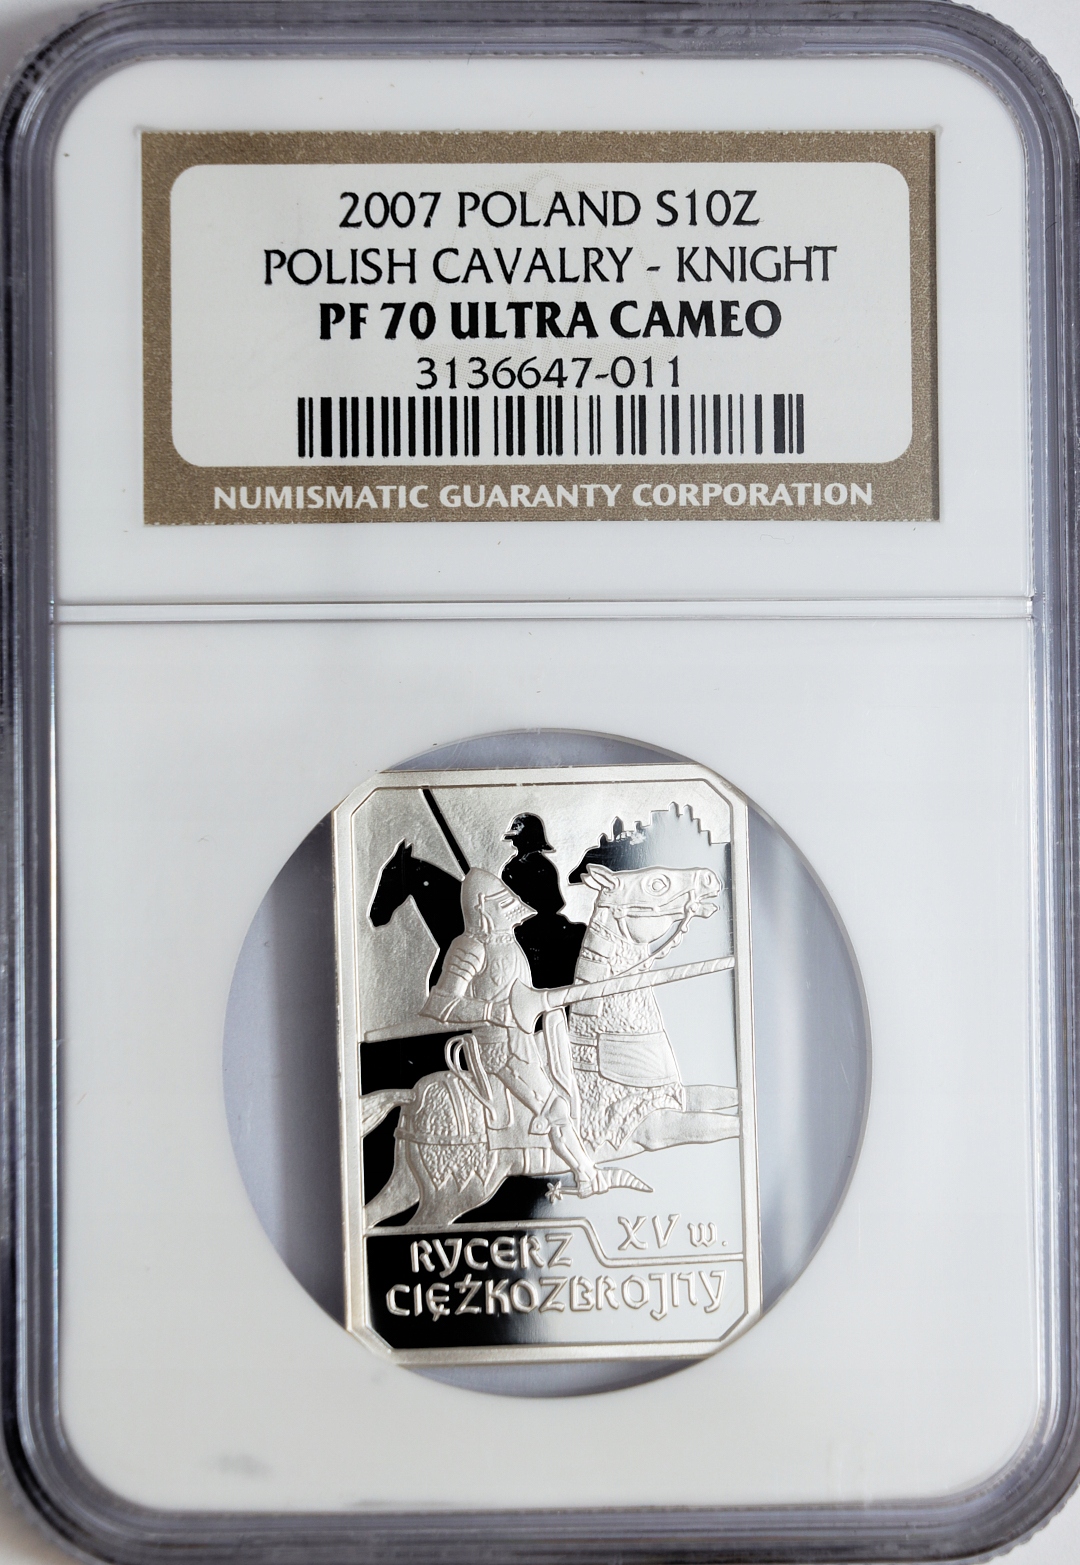 2007 POLAND S10Z
POLISH CAVALRY - KNIGHT
PF 70 ULTRA CAMEO
3136647-011
NUMISMATIC GUARANTY CORPORATION
RYCERZ XV w.
CIĘŻKOZBROJNY